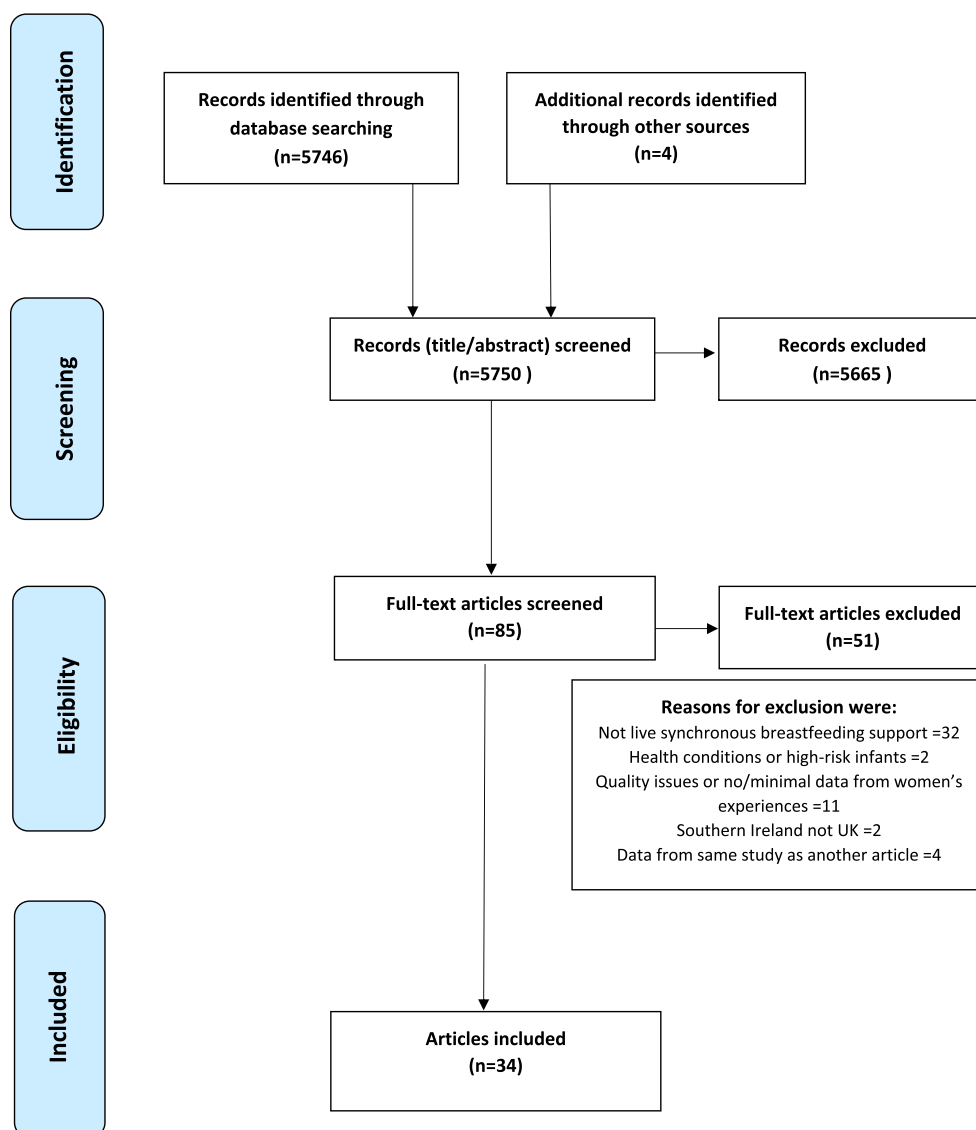 Identification
Records identified through
database searching
(n=5746)
Additional records identified
through other sources
(n=4)
Screening
Records (title/abstract) screened
(n=5750 )
Records excluded
(n=5665 )
Eligibility
Full-text articles screened
(n=85)
Full-text articles excluded
(n=51)
Reasons for exclusion were:
Not live synchronous breastfeeding support =32
Health conditions or high-risk infants =2
Quality issues or no/minimal data from women’s
experiences =11
Southern Ireland not UK =2
Data from same study as another article =4
Included
Articles included
(n=34)